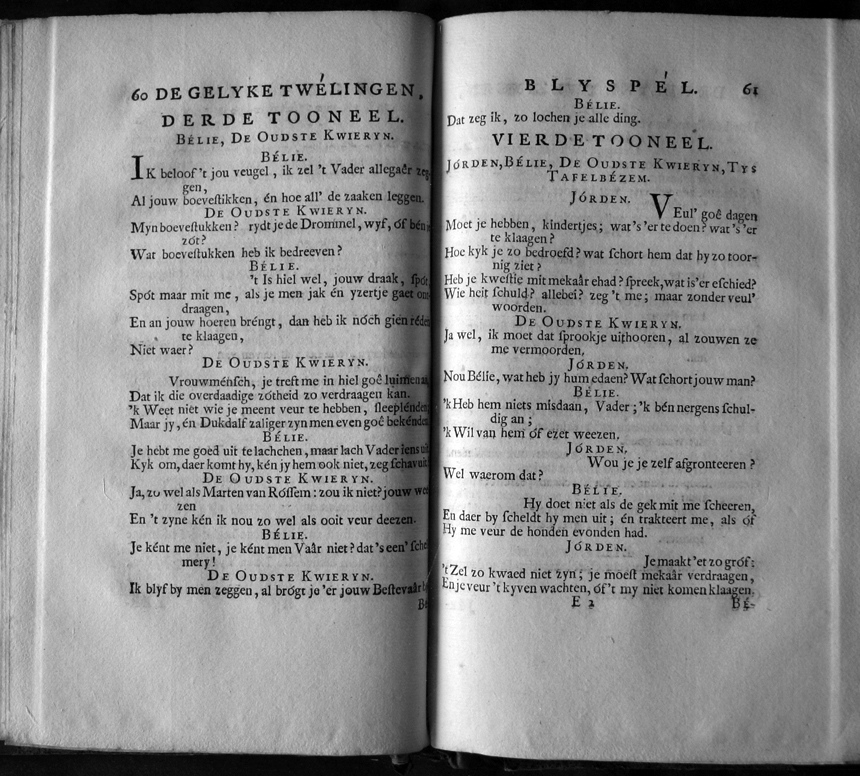 60 DE GELYKE TWÉLINGEN,
DERDE TOONEEL.
BÉLIE, DE OUDSTE KWIERYN.
BÉLIE.
IK beloof 't jou veugel, ik zel 't Vader allegaêr zeg-
gen,
Al jouw boeveſtikken, én hoe all' de zaaken leggen.
DE OUDSTE KWIERYN.
Myn boeveſtukken? rydt je de Drommel, wyf, óf bén
zót?
Wat boeveſtukken heb ik bedreeven?
BÉLIE.
't Is hiel wel, jouw draak, ſpót,
Spót maar mit me, als je men jak én yzertje gaet om
draagen,
En an jouw hoeren bréngt, dan heb ik nóch gien réden
te klaagen,
Niet waer?
DE OUDSTE KWIERYN.
Vrouwménſch, je treft me in hiel goê luimen
Dat ik die overdaadige zótheid zo verdraagen kan.
'k Weet niet wie je meent veur te hebben, ſleeplénden
Maar jy, én Dukdalf zaliger zyn men even goê bekénden
BÉLIE.
Je hebt me goed uit te lachchen, maar lach Vader iens uit
Kyk om, daer komt hy, kén jy hem ook niet, zeg ſchavuit
DE OUDSTE KWIERYN.
Ja, zo wel als Marten van Róſſem: zou ik niet? jouw
zen
En 't zyne kén ik nou zo wel als ooit veur deezen.
BÉLIE.
Je ként me niet, je ként men Vaâr niet? dat 's een'
mery!
DE OUDSTE KWIERYN.
Ik blyf by men zeggen, al brógt je 'er jouw Beſtevaâr
BLYSPÉL. 61
BÉLIE.
Dat zeg ik, zo lochen je alle ding.
VIERDE TOONEEL.
JÓRDEN, BÉLIE, DE OUDSTE KWIERYN, TYS
TAFELBÉZEM.
JÓRDEN.
VEul' goê dagen
Moet je hebben, kindertjes; wat 's 'er te doen? wat 's 'er
te klaagen?
Hoe kyk je zo bedroefd? wat ſchort hem dat hy zo toor-
nig ziet?
Heb je kweſtie mit mekaâr ehad? ſpreek, wat is 'er eſchied?
Wie heit ſchuld? allebei? zeg 't me; maar zonder veul'
woorden.
DE OUDSTE KWIERYN.
Ja wel, ik moet dat ſprookje uithooren, al zouwen ze
me vermoorden.
JÓRDEN.
Nou Bélie, wat heb jy hum edaen? Wat ſchort jouw man?
BÉLIE.
'k Heb hem niets misdaan, Vader; 'k bén nergens ſchul-
dig an;
'k Wil van hem óf ezet weezen.
JÓRDEN.
Wou je je zelf afgronteeren?
Wel waerom dat?
BÉLIE.
Hy doet niet als de gek mit me ſcheeren,
En daer by ſcheldt hy men uit; én trakteert me, als óf
Hy me veur de honden evonden had.
JÓRDEN.
Je maakt 'et zo gróf:
't Zel zo kwaed niet zyn; je moeſt mekaâr verdraagen,
En je veur 't kyven wachten, óf 't my niet komen klaagen.
E 3 BÉ-